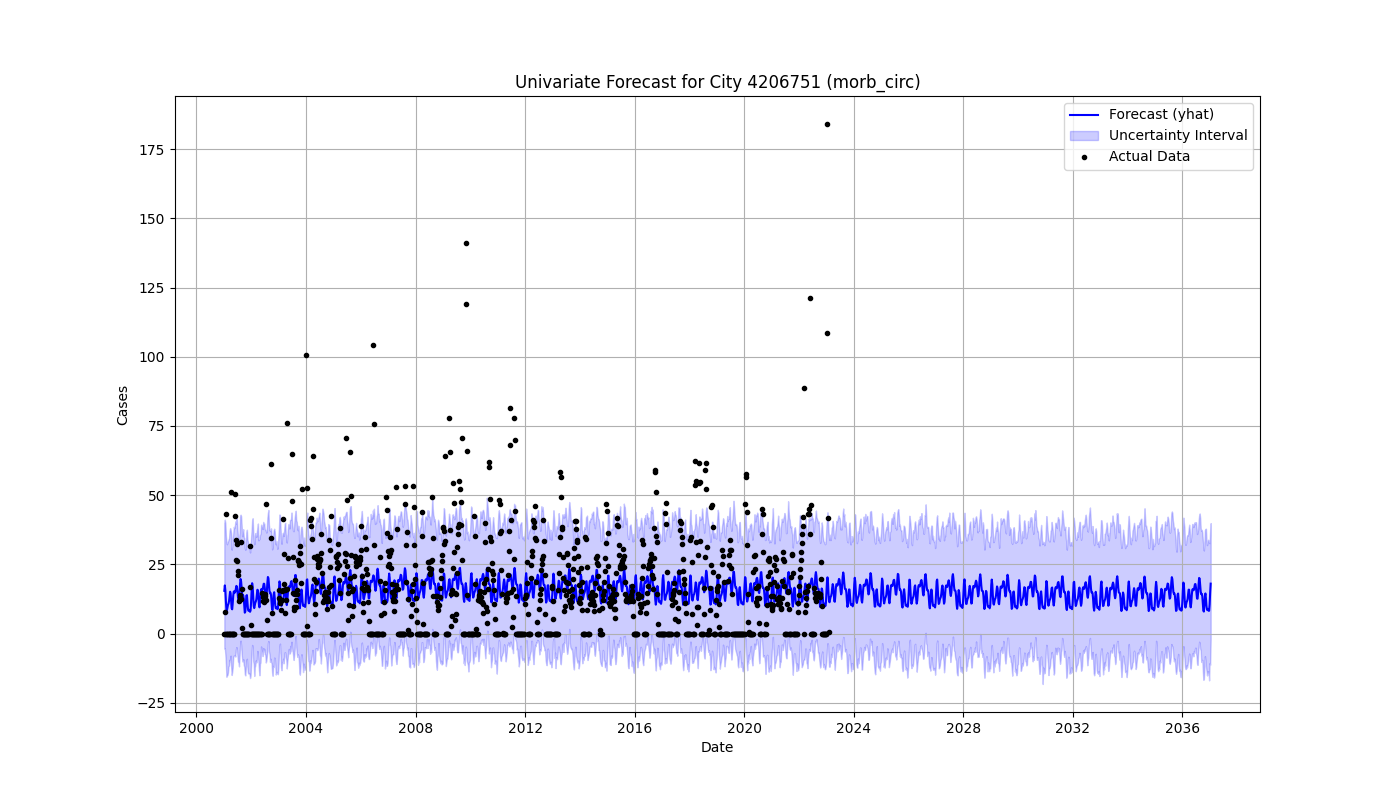 Univariate Forecast for City 4206751 (morb_circ)
Forecast (yhat)
Uncertainty Interval
Actual Data
175
150
125
100
75
50
25
0
−25
Cases
2000 2004 2008 2012 2016 2020 2024 2028 2032 2036
Date